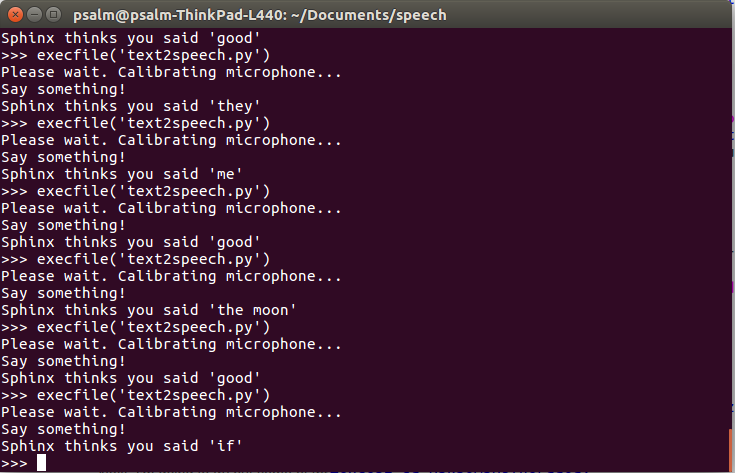 psalm@psalm-ThinkPad-L440: ~/Documents/speech
Sphinx thinks you said 'good'
>>> execfile('text2speech.py')
Please wait. Calibrating microphone...
Say something!
Sphinx thinks you said 'they'
>>> execfile('text2speech.py')
Please wait. Calibrating microphone...
Say something!
Sphinx thinks you said 'me'
>>> execfile('text2speech.py')
Please wait. Calibrating microphone...
Say something!
Sphinx thinks you said 'good'
>>> execfile('text2speech.py')
Please wait. Calibrating microphone...
Say something!
Sphinx thinks you said 'the moon'
>>> execfile('text2speech.py')
Please wait. Calibrating microphone...
Say something!
Sphinx thinks you said 'good'
>>> execfile('text2speech.py')
Please wait. Calibrating microphone...
Say something!
Sphinx thinks you said 'if'
>>>